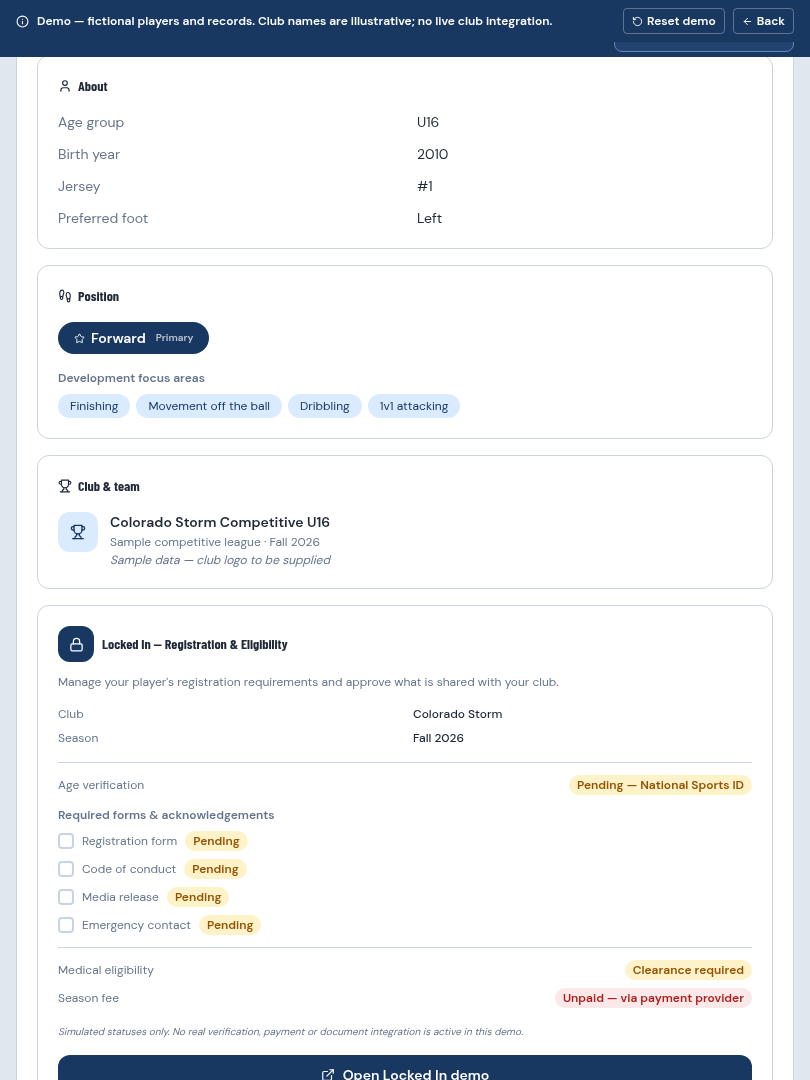 Demo — fictional players and records. Club names are illustrative; no live club integration.
Reset demo
Back
About
Age group U16
Birth year 2010
Jersey #1
Preferred foot Left
Position
Forward Primary
Development focus areas
Finishing Movement off the ball Dribbling 1v1 attacking
Club & team
Colorado Storm Competitive U16
Sample competitive league · Fall 2026
Sample data — club logo to be supplied
Locked In — Registration & Eligibility
Manage your player's registration requirements and approve what is shared with your club.
Club Colorado Storm
Season Fall 2026
Age verification Pending — National Sports ID
Required forms & acknowledgements
Registration form Pending
Code of conduct Pending
Media release Pending
Emergency contact Pending
Medical eligibility Clearance required
Season fee Unpaid — via payment provider
Simulated statuses only. No real verification, payment or document integration is active in this demo.
Open Locked In demo